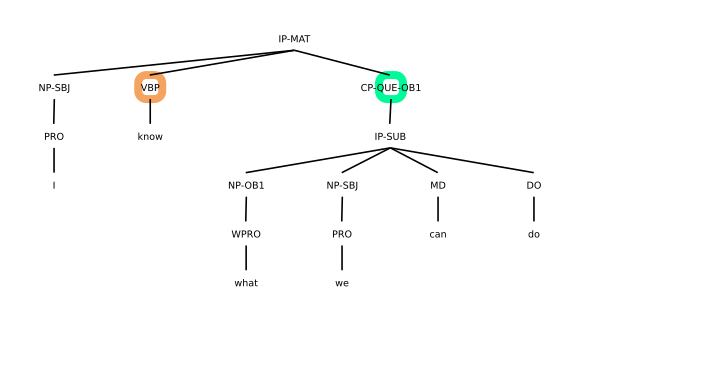 IP-MAT
NP-SBJ VBP CP-QUE-OB1
PRO know IP-SUB
I NP-OB1 NP-SBJ MD DO
WPRO PRO can do
what we